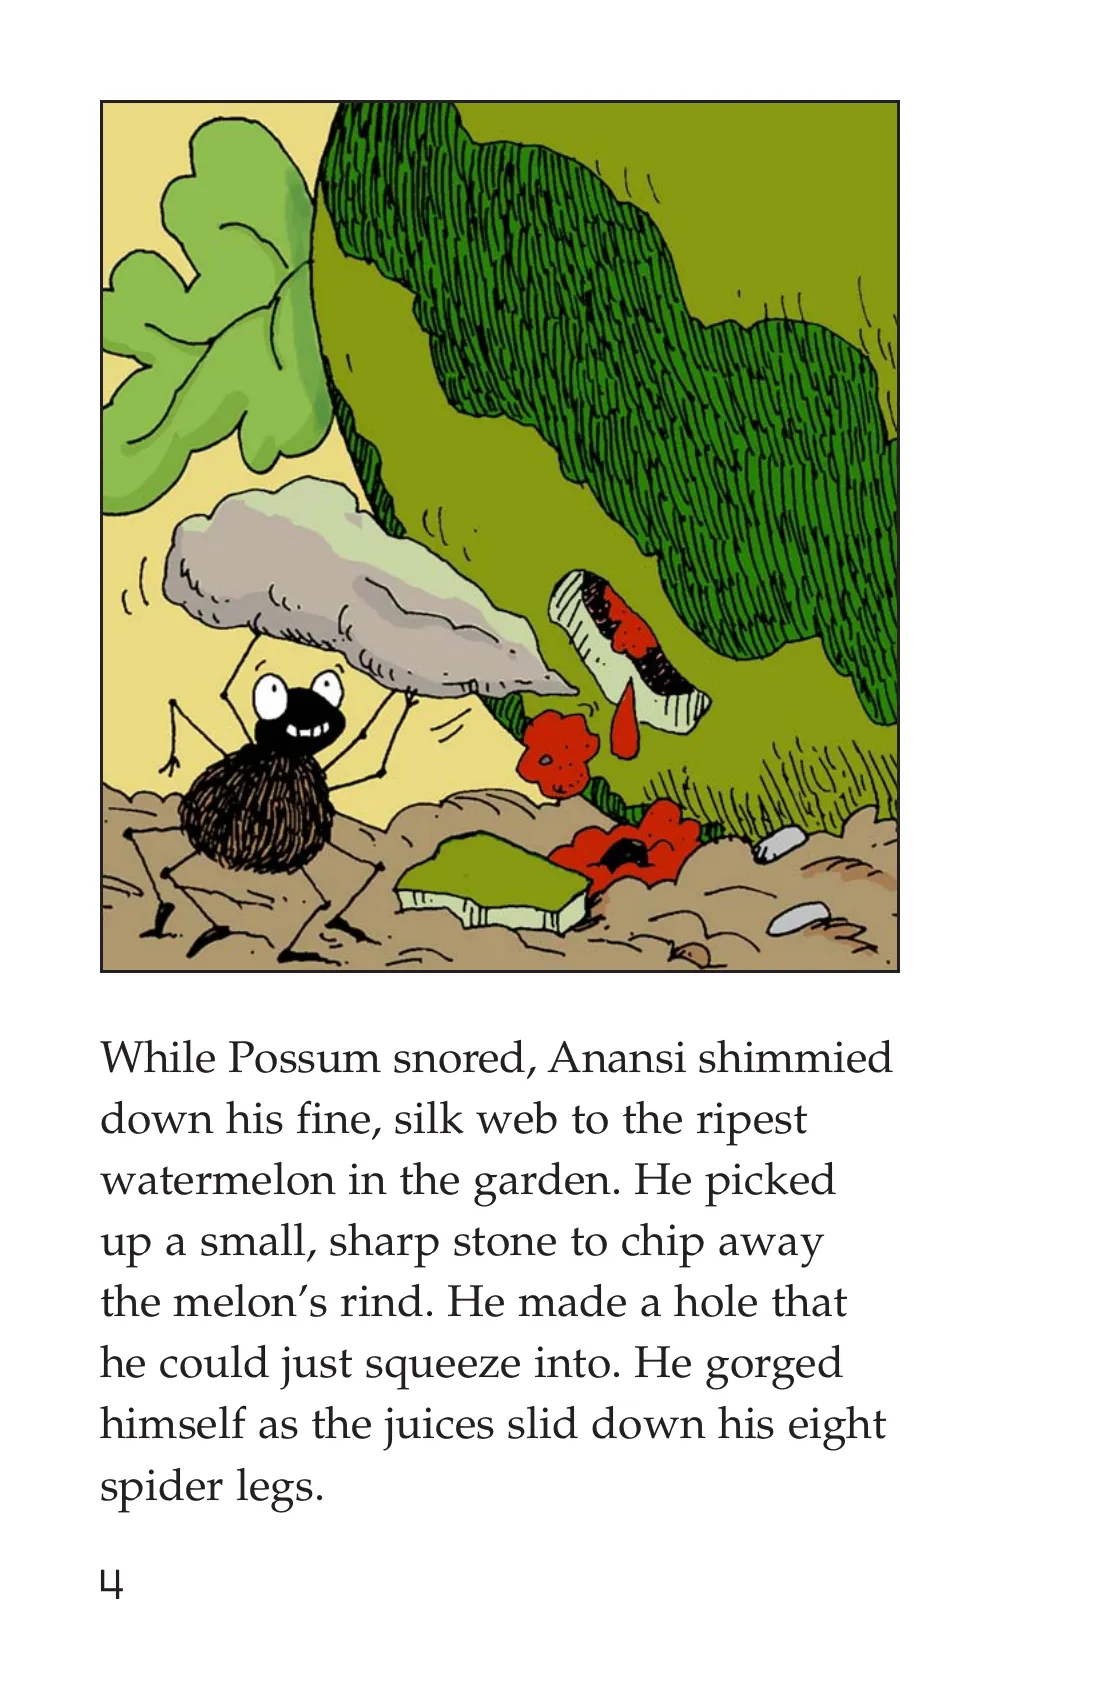 While Possum snored, Anansi shimmied
down his fine, silk web to the ripest
watermelon in the garden. He picked
up a small, sharp stone to chip away
the melon’s rind. He made a hole that
he could just squeeze into. He gorged
himself as the juices slid down his eight
spider legs.
4